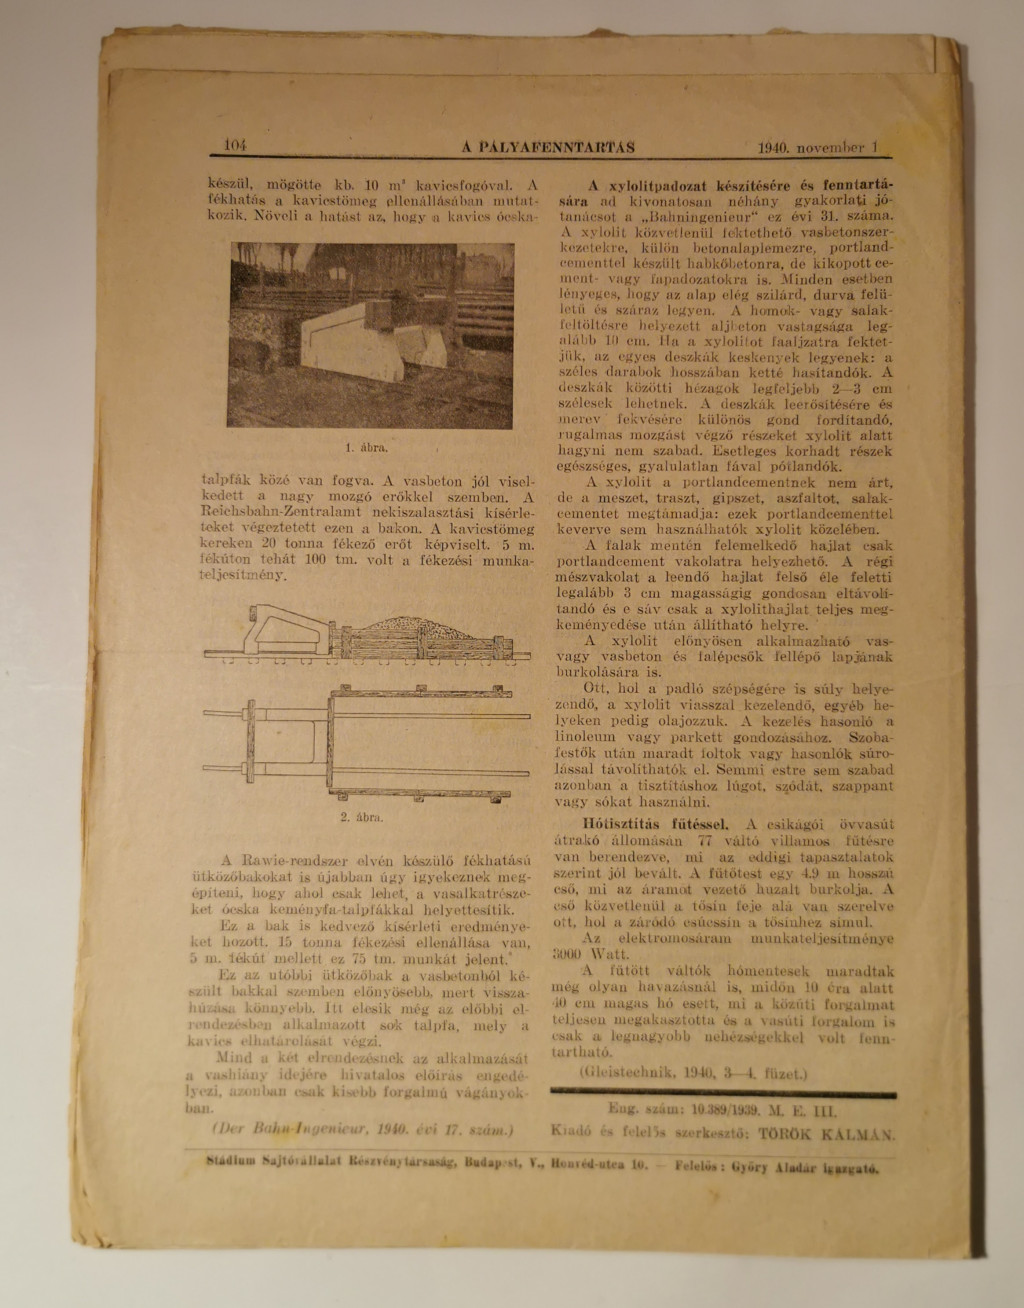 104 A PÁLYAFENNTARTÁS 1940. november 1
készül, mögötte kb. 10 m³ kavicsfogóval. A
fékhatás a kavicstömeg ellenállásában mutat-
kozik. Növeli a hatást az, hogy a kavics ócska-
1. ábra.
talpfák közé van fogva. A vasbeton jól visel-
kedett a nagy mozgó erőkkel szemben. A
Reichsbahn-Zentralamt nekiszalasztási kísérle-
teket végeztetett ezen a bakon. A kavicstömeg
kereken 20 tonna fékező erőt képviselt. 5 m.
fékúton tehát 100 tm. volt a fékezési munka-
teljesítmény.
2. ábra.
A Rawie-rendszer elvén készülő fékhatású
ütközőbakokat is újabban úgy igyekeznek meg-
építeni, hogy ahol csak lehet, a vasalkatrésze-
ket ócska keményfa-talpfákkal helyettesítik.
Ez a bak is kedvező kísérleti eredménye-
ket hozott. 15 tonna fékezési ellenállása van,
5 m. fékút mellett ez 75 tm. munkát jelent.
Ez az utóbbi ütközőbak a vasbetonból ké-
szült bakkal szemben előnyösebb, mert vissza-
húzása könnyebb. Itt elesik még az előbbi el-
rendezésben alkalmazott sok talpfa, mely a
kavics elhatárolását végzi.
Mind a két elrendezésnek az alkalmazását
a vashiány idejére hivatalos előírás engedé-
lyezi, azonban csak kisebb forgalmú vágányok-
ban.
(Der Bahn-Ingenieur, 1940. évi 17. szám.)
A xylolitpadozat készítésére és fenntartá-
sára ad kivonatosan néhány gyakorlati jó-
tanácsot a „Bahningenieur“ ez évi 31. száma.
A xylolit közvetlenül fektethető vasbetonszer-
kezetekre, külön betonalaplemezre, portland-
cementtel készült habkőbetonra, de kikopott ce-
ment- vagy fapadozatokra is. Minden esetben
lényeges, hogy az alap elég szilárd, durva felü-
letű és száraz legyen. A homok- vagy salak-
feltöltésre helyezett aljbeton vastagsága leg-
alább 10 cm. Ha a xylolitot faaljzatra fektet-
jük, az egyes deszkák keskenyek legyenek: a
széles darabok hosszában ketté hasítandók. A
deszkák közötti hézagok legfeljebb 2—3 cm
szélesek lehetnek. A deszkák leerősítésére és
merev fekvésére különös gond fordítandó,
rugalmas mozgást végző részeket xylolit alatt
hagyni nem szabad. Esetleges korhadt részek
egészséges, gyalulatlan fával pótlandók.
A xylolit a portlandcementnek nem árt,
de a meszet, traszt, gipszet, aszfaltot, salak-
cementet megtámadja: ezek portlandcementtel
keverve sem használhatók xylolit közelében.
A falak mentén felemelkedő hajlat csak
portlandcement vakolatra helyezhető. A régi
mészvakolat a leendő hajlat felső éle feletti
legalább 3 cm magasságig gondosan eltávolí-
tandó és e sáv csak a xylolithajlat teljes meg-
keményedése után állítható helyre.
A xylolit előnyösen alkalmazható vas-
vagy vasbeton és falépcsők fellépő lapjának
burkolására is.
Ott, hol a padló szépségére is súly helye-
zendő, a xylolit viasszal kezelendő, egyéb he-
lyeken pedig olajozzuk. A kezelés hasonló a
linoleum vagy parkett gondozásához. Szoba-
festők után maradt foltok vagy hasonlók súro-
lással távolíthatók el. Semmi estre sem szabad
azonban a tisztításhoz lúgot, szódát, szappant
vagy sókat használni.
Hótisztítás fűtéssel. A csikágói övvasút
átrakó állomásán 77 váltó villamos fűtésre
van berendezve, mi az eddigi tapasztalatok
szerint jól bevált. A fűtőtest egy 4.9 m hosszú
cső, mi az áramot vezető huzalt burkolja. A
cső közvetlenül a tősín feje alá van szerelve
ott, hol a záródó csúcssín a tősínhez simul.
Az elektromosáram munkateljesítménye
3000 Watt.
A fűtött váltók hómentesek maradtak
még olyan havazásnál is, midőn 10 óra alatt
40 cm magas hó esett, mi a közúti forgalmat
teljesen megakasztotta és a vasúti forgalom is
csak a legnagyobb nehézségekkel volt fenn-
tartható.
(Gleistechnik, 1940, 3—4. füzet.)
Eng. szám: 10.389/1939. M. E. III.
Kiadó és felelős szerkesztő: TÖRÖK KÁLMÁN.
Stádium Sajtóvállalat Részvénytársaság, Budapest, V., Honvéd-utca 10. — Felelős: Győry Aladár igazgató.